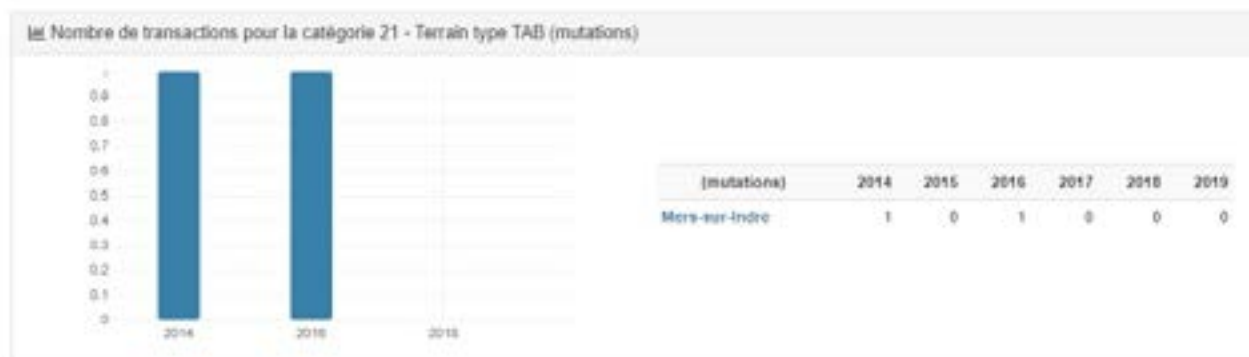 Nombre de transactions pour la catégorie 21 - Terrain type TAB (mutations)
1
0.9
0.8
0.7
0.6
0.5
0.4
0.3
0.2
0.1
0
2014 2016 2018
(mutations) 2014 2015 2016 2017 2018 2019
Mers-sur-Indre 1 0 1 0 0 0